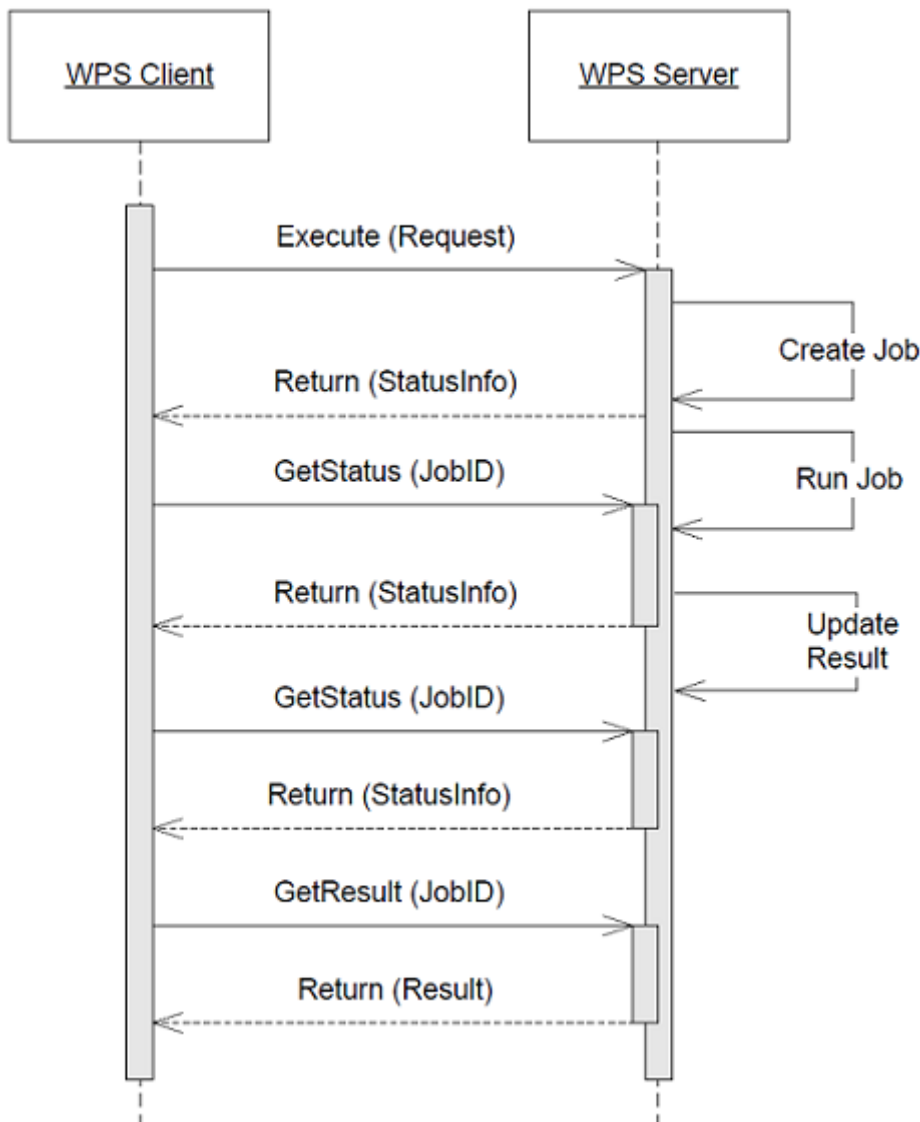 WPS Client
WPS Server
Execute (Request)
Create Job
Return (StatusInfo)
GetStatus (JobID)
Run Job
Return (StatusInfo)
Update
Result
GetStatus (JobID)
Return (StatusInfo)
GetResult (JobID)
Return (Result)